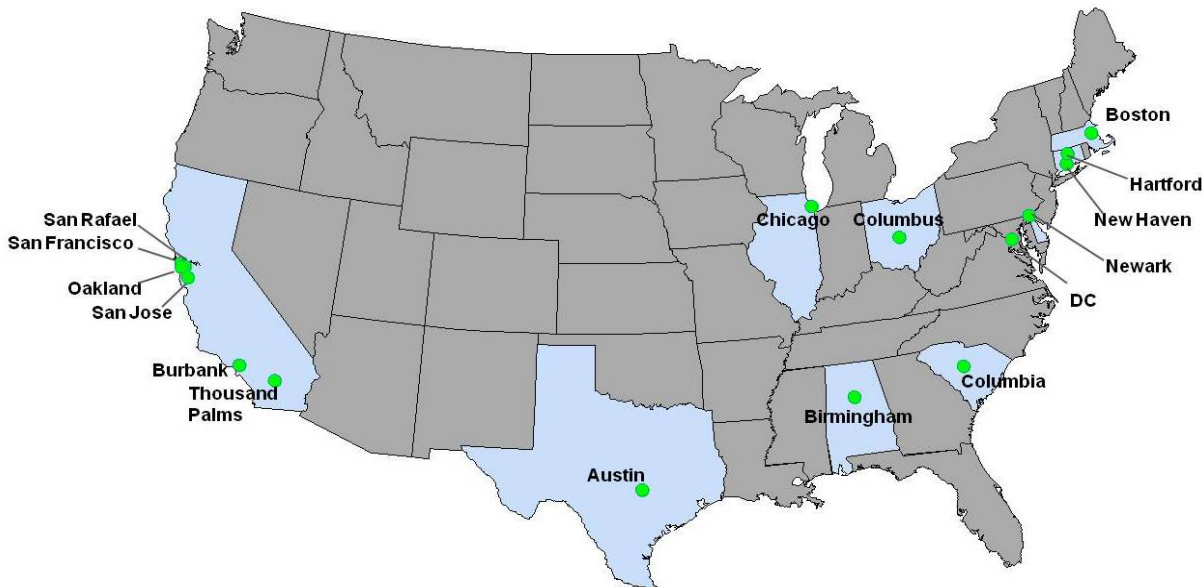 Boston
Hartford
New Haven
Newark
DC
Chicago
Columbus
San Rafael
San Francisco
Oakland
San Jose
Burbank
Thousand
Palms
Columbia
Birmingham
Austin